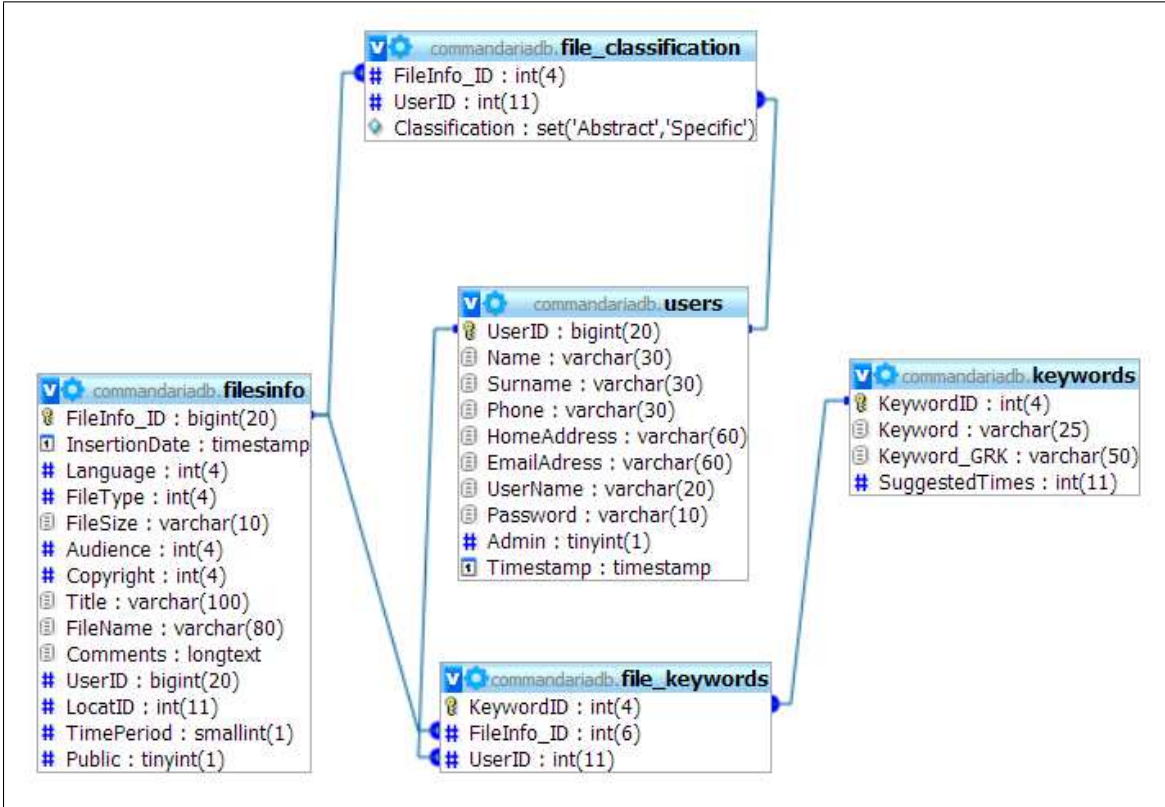 commandariadb.file_classification
FileInfo_ID : int(4)
UserID : int(11)
Classification : set('Abstract','Specific')
commandariadb.users
UserID : bigint(20)
Name : varchar(30)
Surname : varchar(30)
Phone : varchar(30)
HomeAddress : varchar(60)
EmailAdress : varchar(60)
UserName : varchar(20)
Password : varchar(10)
Admin : tinyint(1)
Timestamp : timestamp
commandariadb.filesinfo
FileInfo_ID : bigint(20)
InsertionDate : timestamp
Language : int(4)
FileType : int(4)
FileSize : varchar(10)
Audience : int(4)
Copyright : int(4)
Title : varchar(100)
FileName : varchar(80)
Comments : longtext
UserID : bigint(20)
LocatID : int(11)
TimePeriod : smallint(1)
Public : tinyint(1)
commandariadb.keywords
KeywordID : int(4)
Keyword : varchar(25)
Keyword_GRK : varchar(50)
SuggestedTimes : int(11)
commandariadb.file_keywords
KeywordID : int(4)
FileInfo_ID : int(6)
UserID : int(11)